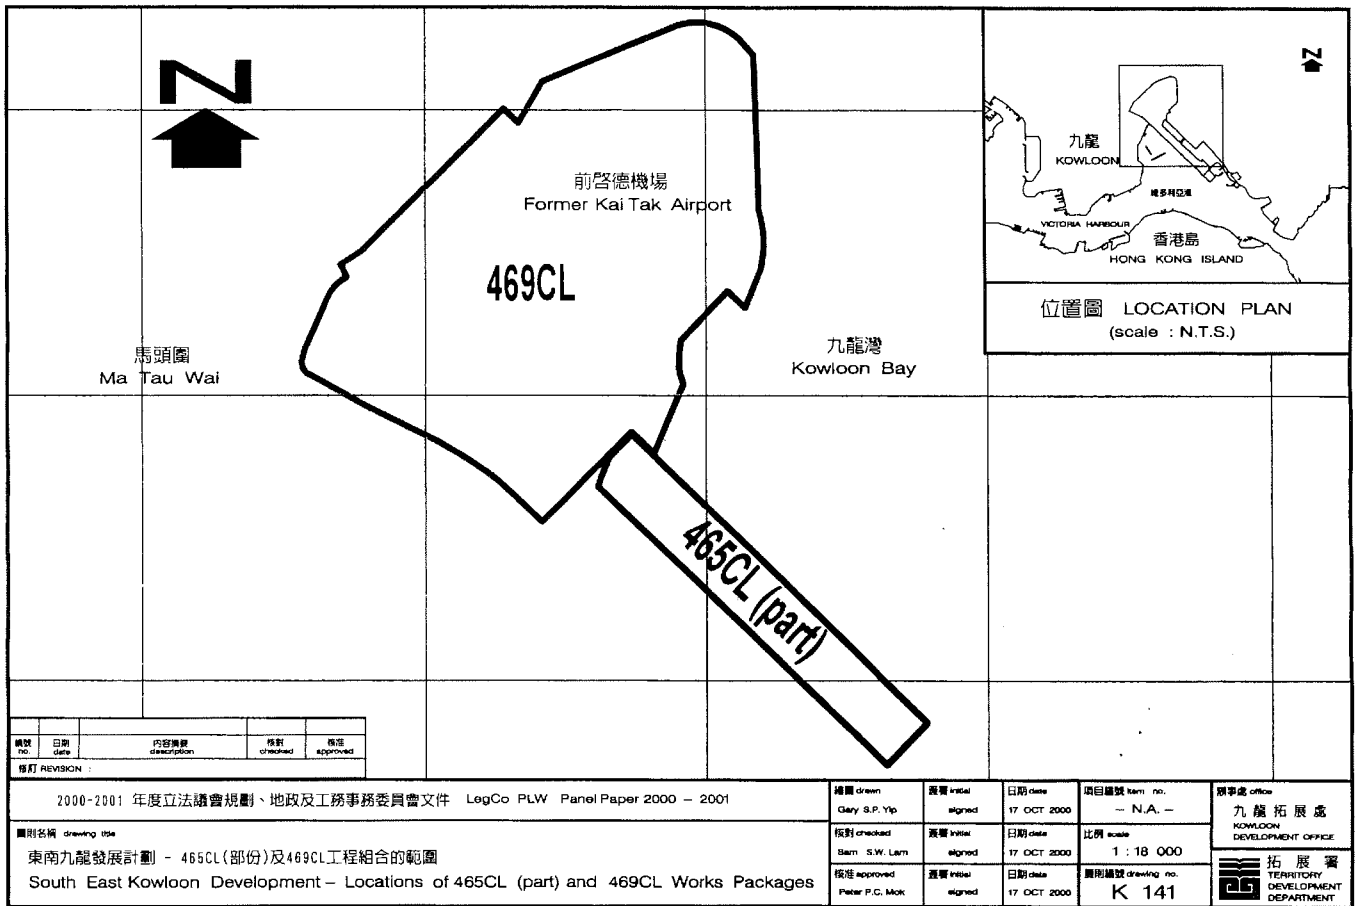 N
前啓德機場
Former Kai Tak Airport
469CL
馬頭圍
Ma Tau Wai
九龍灣
Kowloon Bay
465CL (part)
N
九龍
KOWLOON
維多利亞港
VICTORIA HARBOUR
香港島
HONG KONG ISLAND
位置圖 LOCATION PLAN
(scale : N.T.S.)
編號 no.
日期 date
內容摘要 description
核對 checked
核准 approved
修訂 REVISION :
2000-2001 年度立法議會規劃、地政及工務事務委員會文件 LegCo PLW Panel Paper 2000 – 2001
圖則名稱 drawing title
東南九龍發展計劃 - 465CL(部份)及469CL工程組合的範圍
South East Kowloon Development – Locations of 465CL (part) and 469CL Works Packages
繪圖 drawn
Gary S.P. Yip
簽署 initial
signed
日期 date
17 OCT 2000
項目編號 item no.
– N.A. –
核對 checked
Sam S.W. Lam
簽署 initial
signed
日期 date
17 OCT 2000
比例 scale
1 : 18 000
核准 approved
Peter P.C. Mok
簽署 initial
signed
日期 date
17 OCT 2000
圖則編號 drawing no.
K 141
辦事處 office
九龍拓展處
KOWLOON
DEVELOPMENT OFFICE
拓展署
TERRITORY
DEVELOPMENT
DEPARTMENT